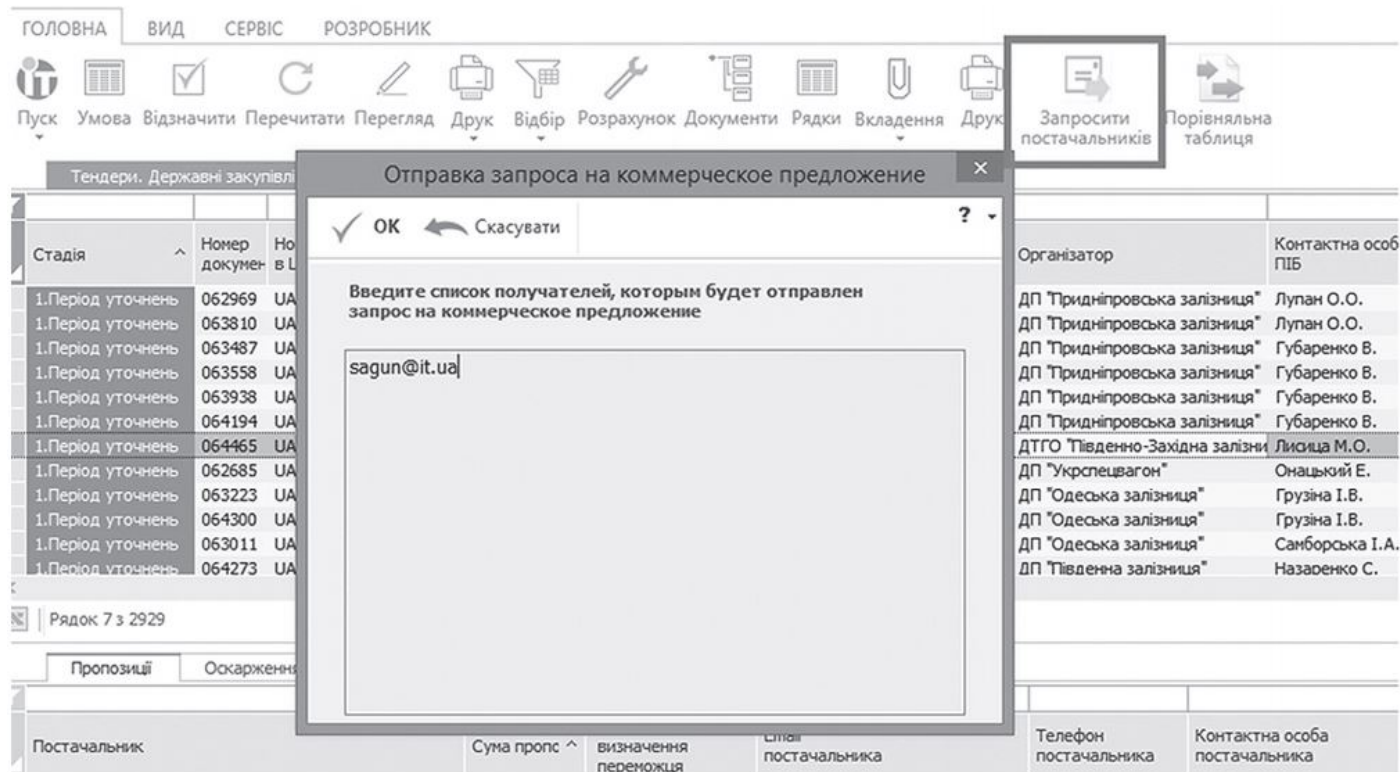 ГОЛОВНА ВИД СЕРВІС РОЗРОБНИК
Пуск Умова Відзначити Перечитати Перегляд Друк Відбір Розрахунок Документи Рядки Вкладення Друк Запросити постачальників Порівняльна таблиця
Тендери. Державні закупівлі
Отправка запроса на коммерческое предложение
ОК Скасувати ?
Введите список получателей, которым будет отправлен
запрос на коммерческое предложение
sagun@it.ua
Стадія Номер докумен Но в Організатор Контактна особ ПІБ
1.Період уточнень 062969 UA ДП "Придніпровська залізниця" Лупан О.О.
1.Період уточнень 063810 UA ДП "Придніпровська залізниця" Лупан О.О.
1.Період уточнень 063487 UA ДП "Придніпровська залізниця" Губаренко В.
1.Період уточнень 063558 UA ДП "Придніпровська залізниця" Губаренко В.
1.Період уточнень 063938 UA ДП "Придніпровська залізниця" Губаренко В.
1.Період уточнень 064194 UA ДП "Придніпровська залізниця" Губаренко В.
1.Період уточнень 064465 UA ДТГО "Південно-Західна залізни Лисица М.О.
1.Період уточнень 062685 UA ДП "Укрспецвагон" Онацький Е.
1.Період уточнень 063223 UA ДП "Одеська залізниця" Грузіна І.В.
1.Період уточнень 064300 UA ДП "Одеська залізниця" Грузіна І.В.
1.Період уточнень 063011 UA ДП "Одеська залізниця" Самборська І.А.
1.Період уточнень 064273 UA ДП "Південна залізниця" Назаренко С.
Рядок 7 з 2929
Пропозиції Оскарження
Постачальник Сума пропс визначення переможця Email постачальника Телефон постачальника Контактна особа постачальника